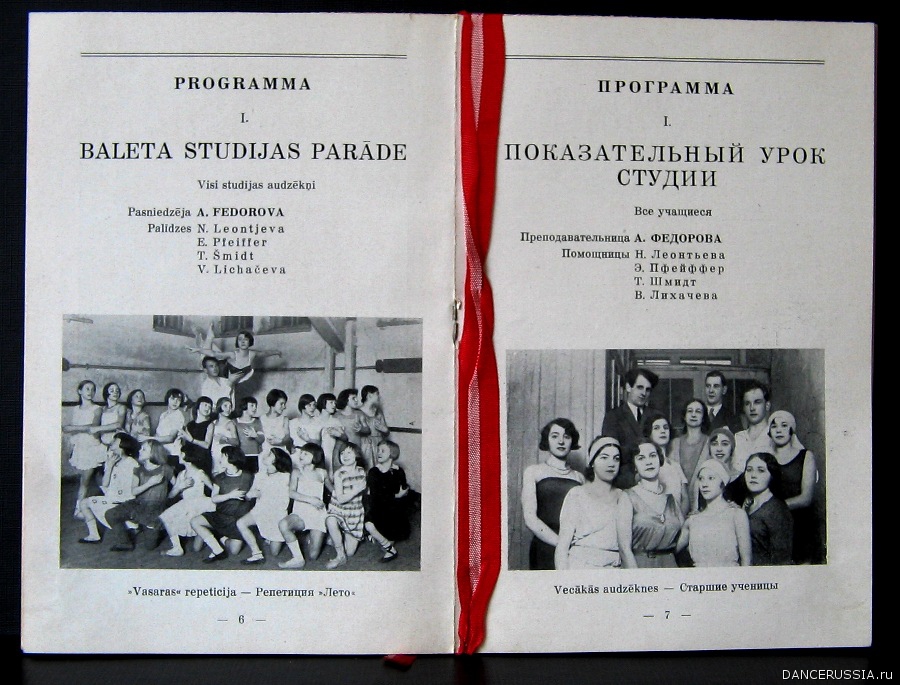 PROGRAMMA
I.
BALETA STUDIJAS PARĀDE
Visi studijas audzēkņi
Pasniedzēja A. FEDOROVA
Palīdzes N. Leontjeva
E. Pfeiffer
T. Šmidt
V. Lichačeva
»Vasaras« repeticija — Репетиция »Лето«
— 6 —
ПРОГРАММА
I.
ПОКАЗАТЕЛЬНЫЙ УРОК
СТУДИИ
Все учащиеся
Преподавательница А. ФЕДОРОВА
Помощницы Н. Леонтьева
Э. Пфейффер
Т. Шмидт
В. Лихачева
Vecākās audzēknes — Старшие ученицы
— 7 —
DANCERUSSIA.ru